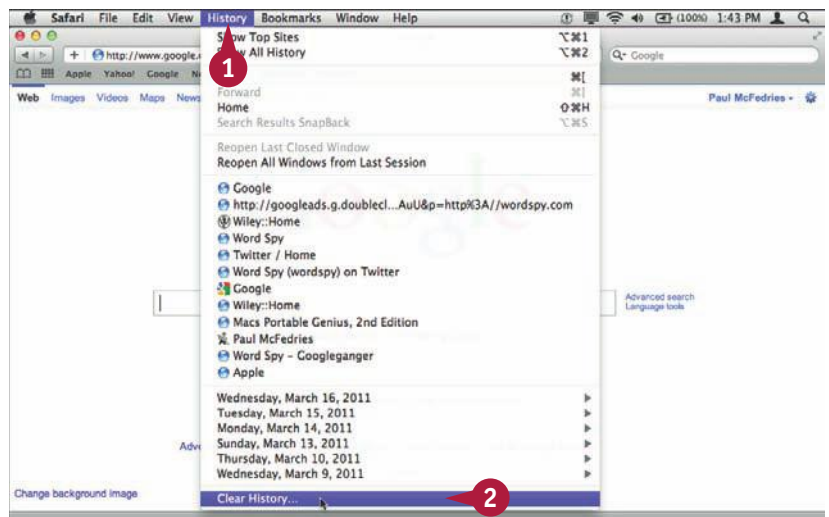 Safari File Edit View History Bookmarks Window Help (100%) 1:43 PM
+ http://www.google. Google
Apple Yahoo! Google
Web Images Videos Maps News Paul McFedries
Show Top Sites ⌥⌘1
All History ⌥⌘2
1
⌘[
Forward ⌘]
Home ⇧⌘H
Search Results SnapBack ⌥⌘S
Reopen Last Closed Window
Reopen All Windows from Last Session
Google
http://googleads.g.doublecl...AuU&p=http%3A//wordspy.com
Wiley::Home
Word Spy
Twitter / Home
Word Spy (wordspy) on Twitter
Google
Wiley::Home
Macs Portable Genius, 2nd Edition
Paul McFedries
Word Spy – Googleganger
Apple
Advanced search
Language tools
Wednesday, March 16, 2011
Tuesday, March 15, 2011
Monday, March 14, 2011
Sunday, March 13, 2011
Thursday, March 10, 2011
Wednesday, March 9, 2011
Adve
Change background image
Clear History...
2